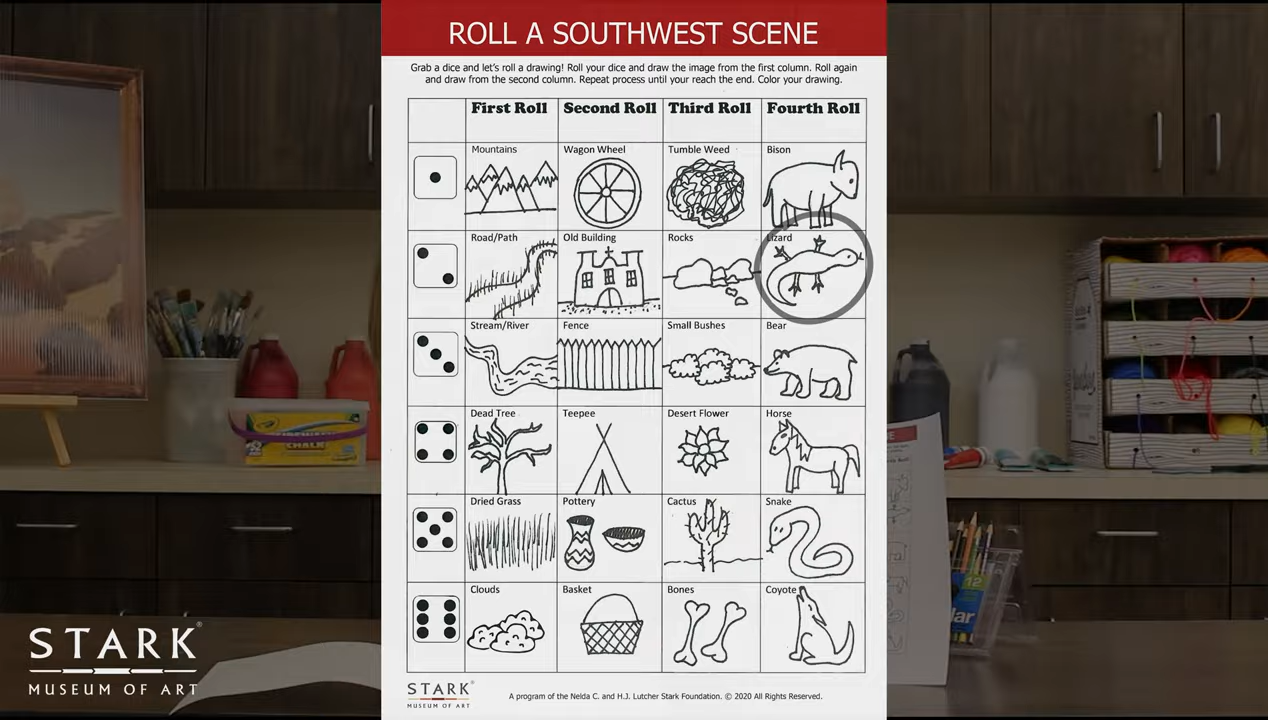 ROLL A SOUTHWEST SCENE
Grab a dice and let's roll a drawing! Roll your dice and draw the image from the first column. Roll again
and draw from the second column. Repeat process until your reach the end. Color your drawing.
First Roll Second Roll Third Roll Fourth Roll
Mountains Wagon Wheel Tumble Weed Bison
Road/Path Old Building Rocks Lizard
Stream/River Fence Small Bushes Bear
Dead Tree Teepee Desert Flower Horse
Dried Grass Pottery Cactus Snake
Clouds Basket Bones Coyote
STARK®
MUSEUM OF ART
A program of the Nelda C. and H.J. Lutcher Stark Foundation. © 2020 All Rights Reserved.
STARK®
MUSEUM OF ART
Crayola
CHALK
12